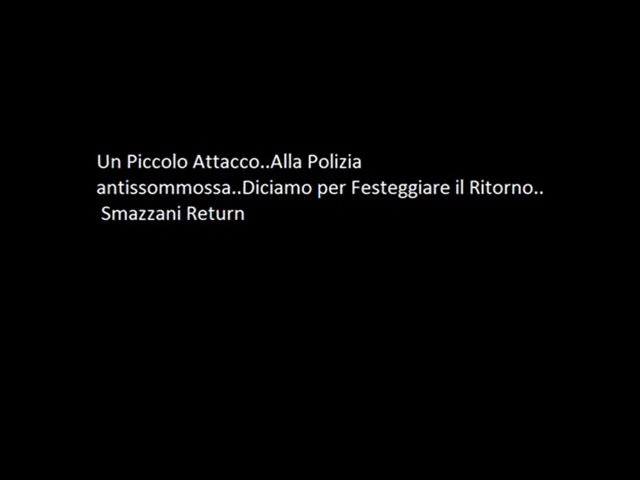 Un Piccolo Attacco..Alla Polizia
antissommossa..Diciamo per Festeggiare il Ritorno..
Smazzani Return